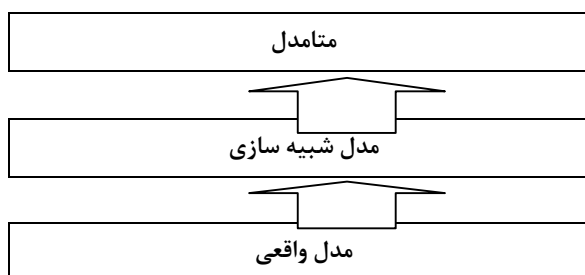 متامدل
مدل شبیه سازی
مدل واقعی